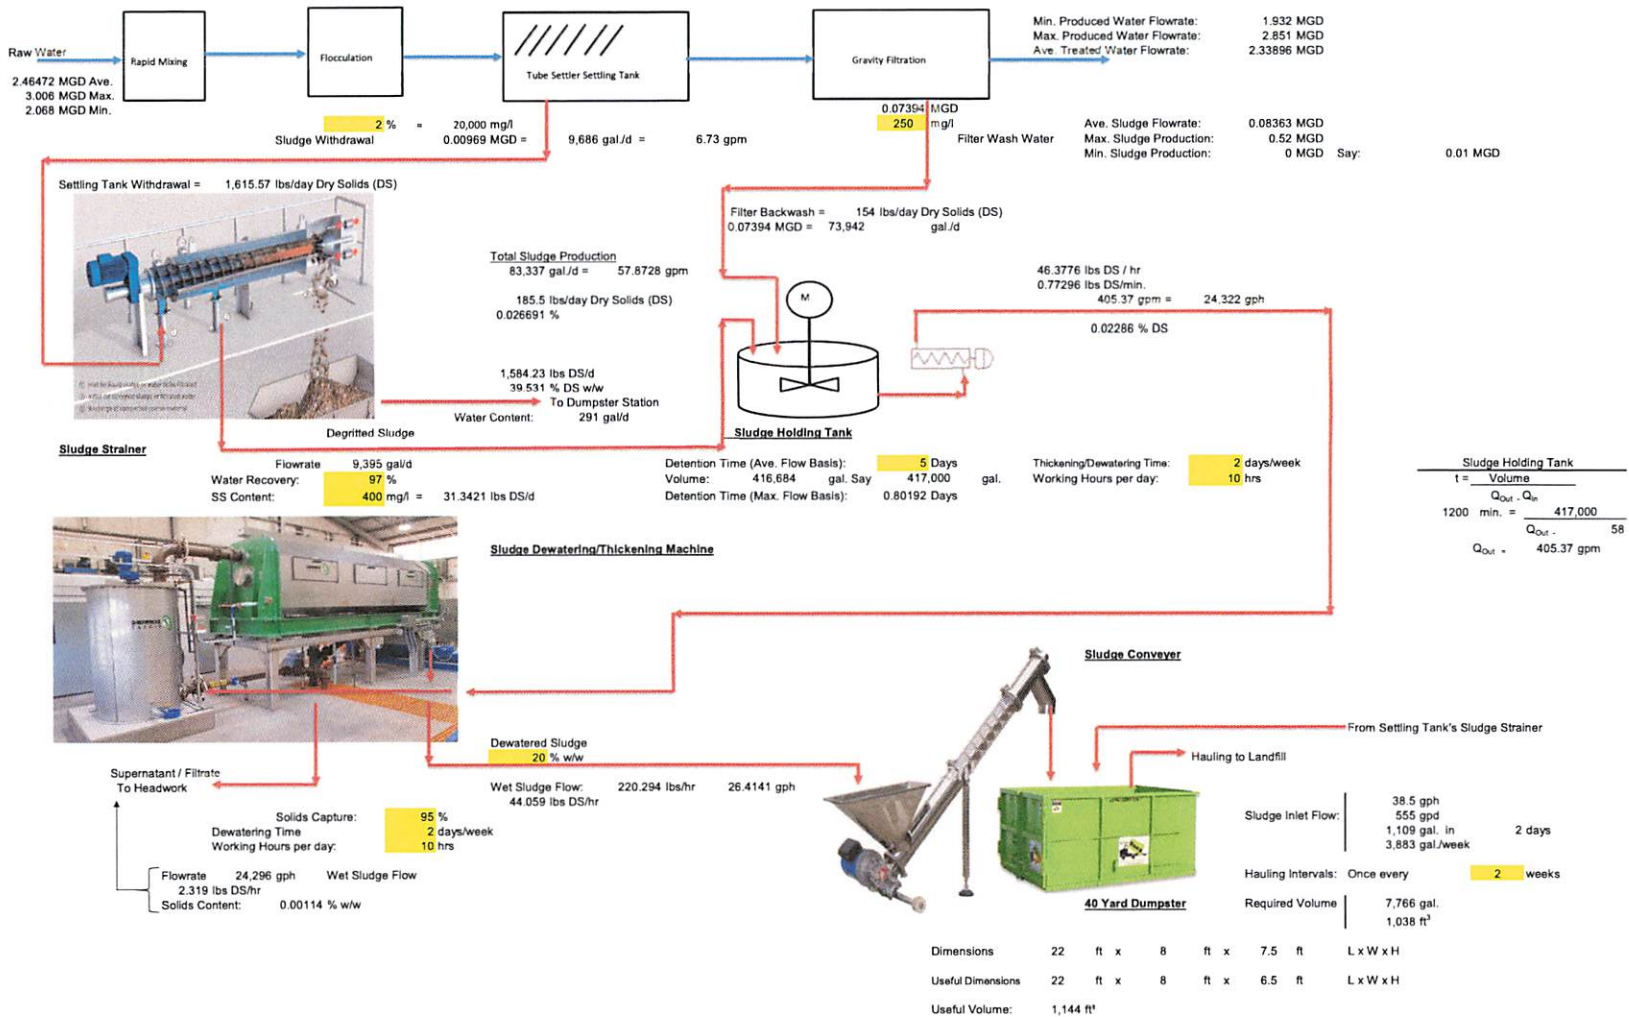 Raw Water
2.46472 MGD Ave.
3.006 MGD Max.
2.068 MGD Min.
Rapid Mixing
Flocculation
Tube Settler Settling Tank
Gravity Filtration
Min. Produced Water Flowrate: 1.932 MGD
Max. Produced Water Flowrate: 2.851 MGD
Ave. Treated Water Flowrate: 2.33896 MGD
2 % = 20,000 mg/l
Sludge Withdrawal 0.00969 MGD = 9,686 gal./d = 6.73 gpm
0.07394 MGD
250 mg/l
Filter Wash Water
Ave. Sludge Flowrate: 0.08363 MGD
Max. Sludge Production: 0.52 MGD
Min. Sludge Production: 0 MGD Say: 0.01 MGD
Settling Tank Withdrawal = 1,615.57 lbs/day Dry Solids (DS)
Filter Backwash = 154 lbs/day Dry Solids (DS)
0.07394 MGD = 73,942 gal./d
Total Sludge Production
83,337 gal./d = 57.8728 gpm
185.5 lbs/day Dry Solids (DS)
0.026691 %
M
46.3776 lbs DS / hr
0.77296 lbs DS/min.
405.37 gpm = 24,322 gph
0.02286 % DS
1,584.23 lbs DS/d
39.531 % DS w/w
To Dumpster Station
Water Content: 291 gal/d
Degritted Sludge
Sludge Strainer
Sludge Holding Tank
Flowrate 9,395 gal/d
Water Recovery: 97 %
SS Content: 400 mg/l = 31.3421 lbs DS/d
Detention Time (Ave. Flow Basis): 5 Days
Volume: 416,684 gal. Say 417,000 gal.
Detention Time (Max. Flow Basis): 0.80192 Days
Thickening/Dewatering Time: 2 days/week
Working Hours per day: 10 hrs
Sludge Holding Tank
t = Volume
Q Out - Q in
1200 min. = 417,000
Q Out - 58
Q Out = 405.37 gpm
Sludge Dewatering/Thickening Machine
Sludge Conveyer
From Settling Tank's Sludge Strainer
Hauling to Landfill
Dewatered Sludge
20 % w/w
Wet Sludge Flow: 220.294 lbs/hr 26.4141 gph
44.059 lbs DS/hr
Supernatant / Filtrate
To Headwork
Solids Capture: 95 %
Dewatering Time 2 days/week
Working Hours per day: 10 hrs
Flowrate 24,296 gph Wet Sludge Flow
2.319 lbs DS/hr
Solids Content: 0.00114 % w/w
Sludge Inlet Flow: 38.5 gph
555 gpd
1,109 gal. in 2 days
3,883 gal./week
Hauling Intervals: Once every 2 weeks
40 Yard Dumpster
Required Volume 7,766 gal.
1,038 ft³
Dimensions 22 ft x 8 ft x 7.5 ft L x W x H
Useful Dimensions 22 ft x 8 ft x 6.5 ft L x W x H
Useful Volume: 1,144 ft³